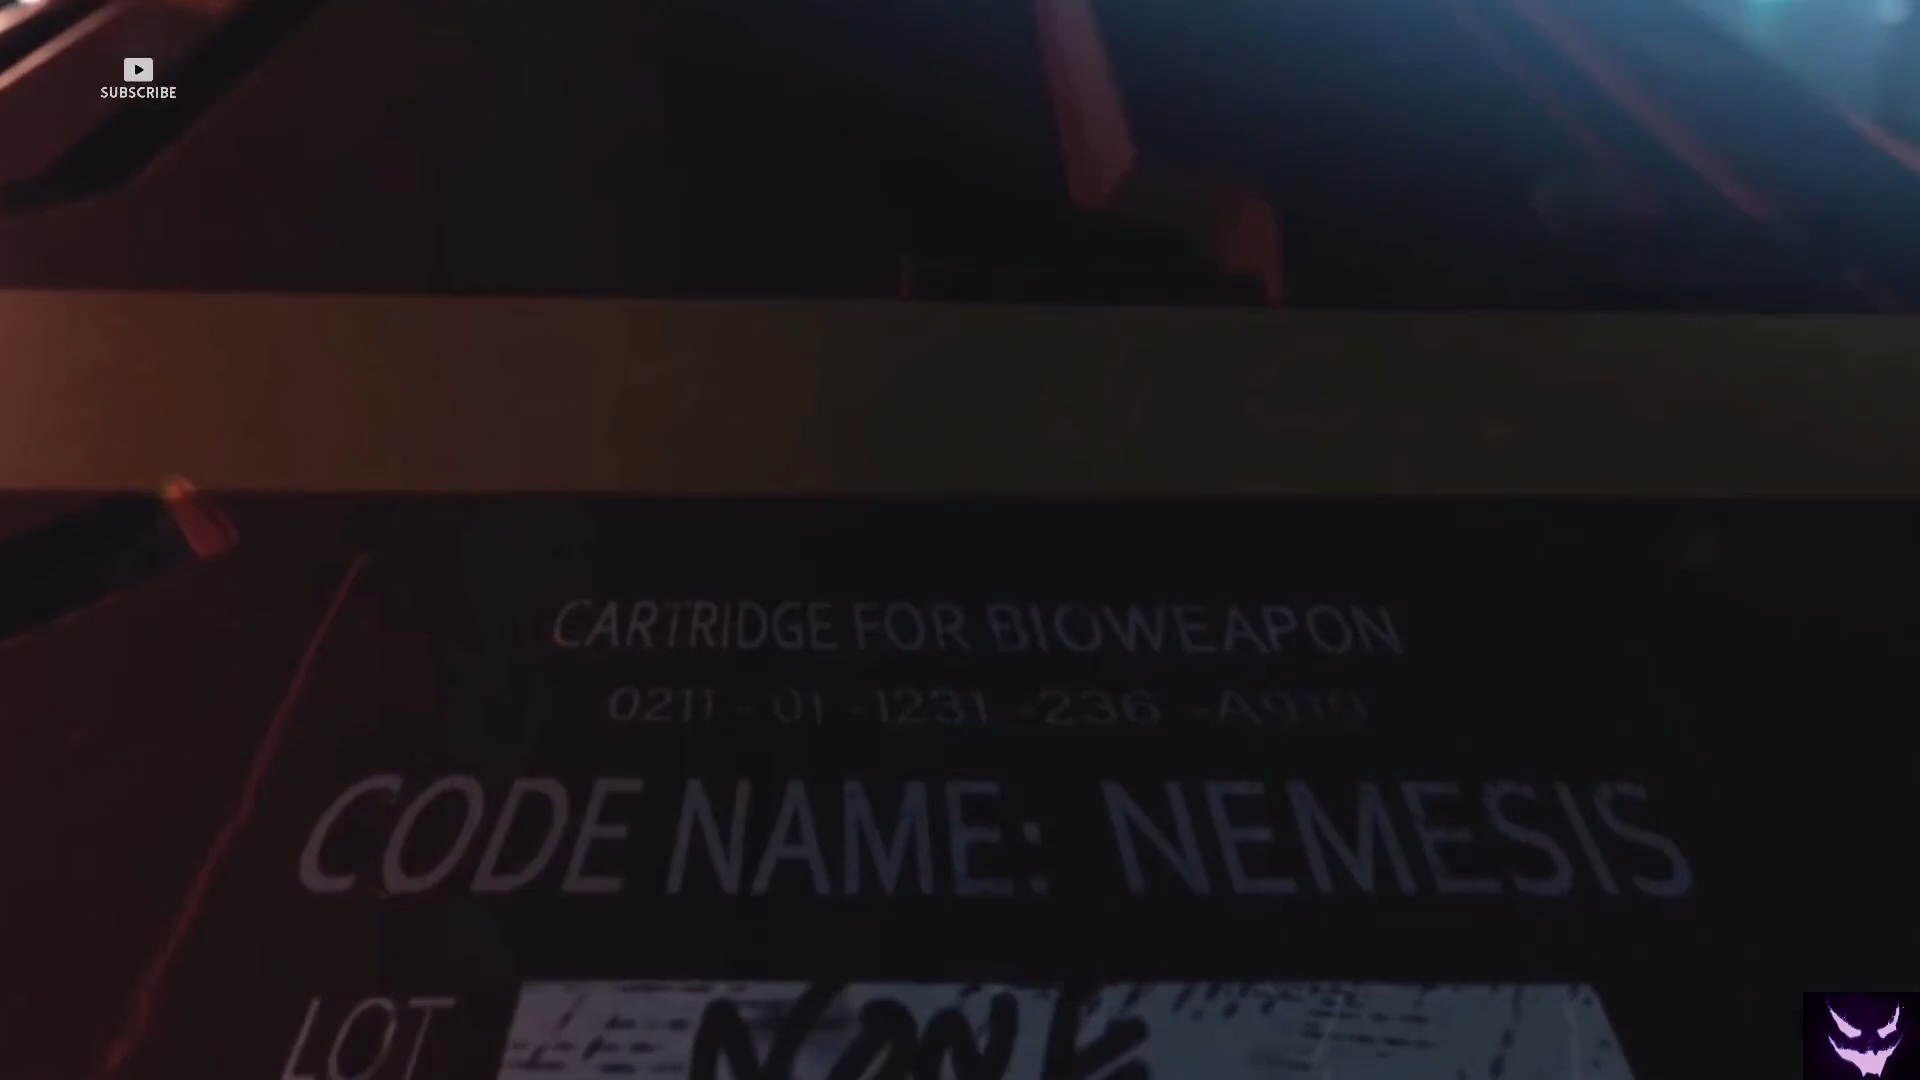 SUBSCRIBE
CARTRIDGE FOR BIOWEAPON
0211 - 01 - 1231 - 236
CODE NAME: NEMESIS
LOT